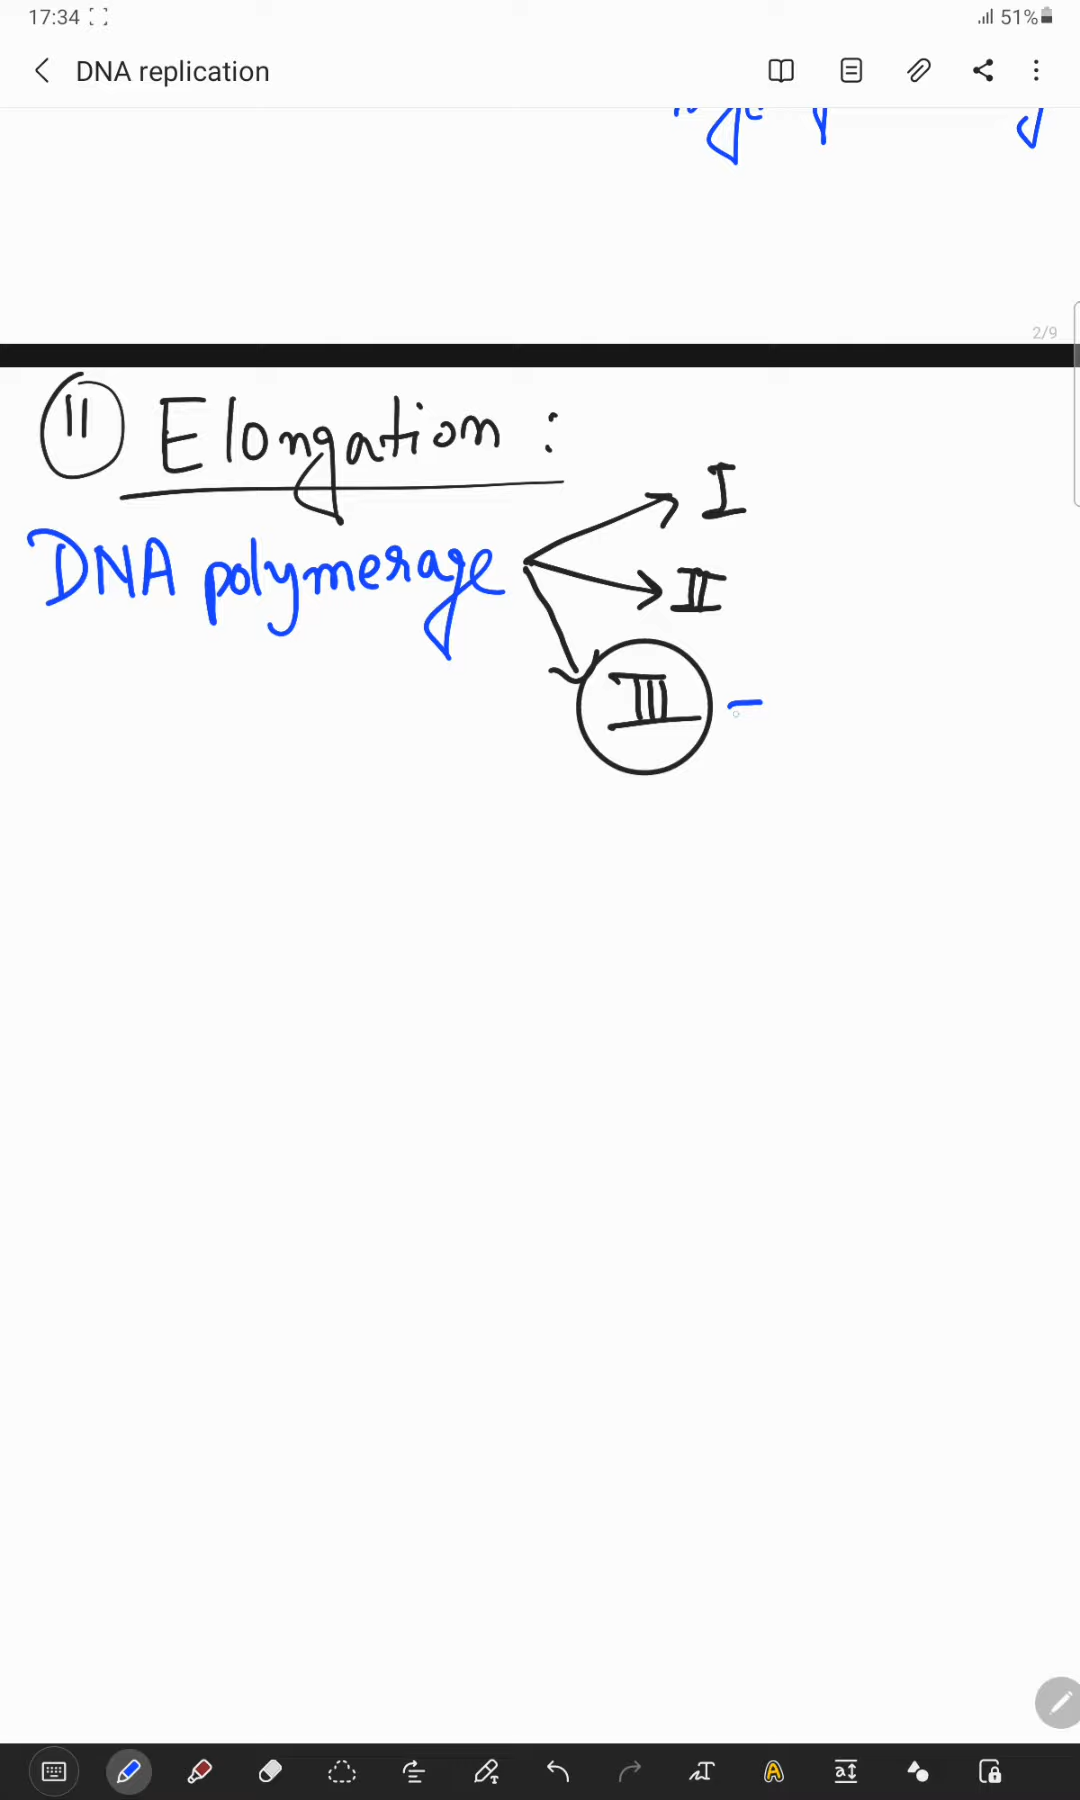 17:34 51%
DNA replication
2/9
II Elongation :
I
DNA polymerase
II
III -